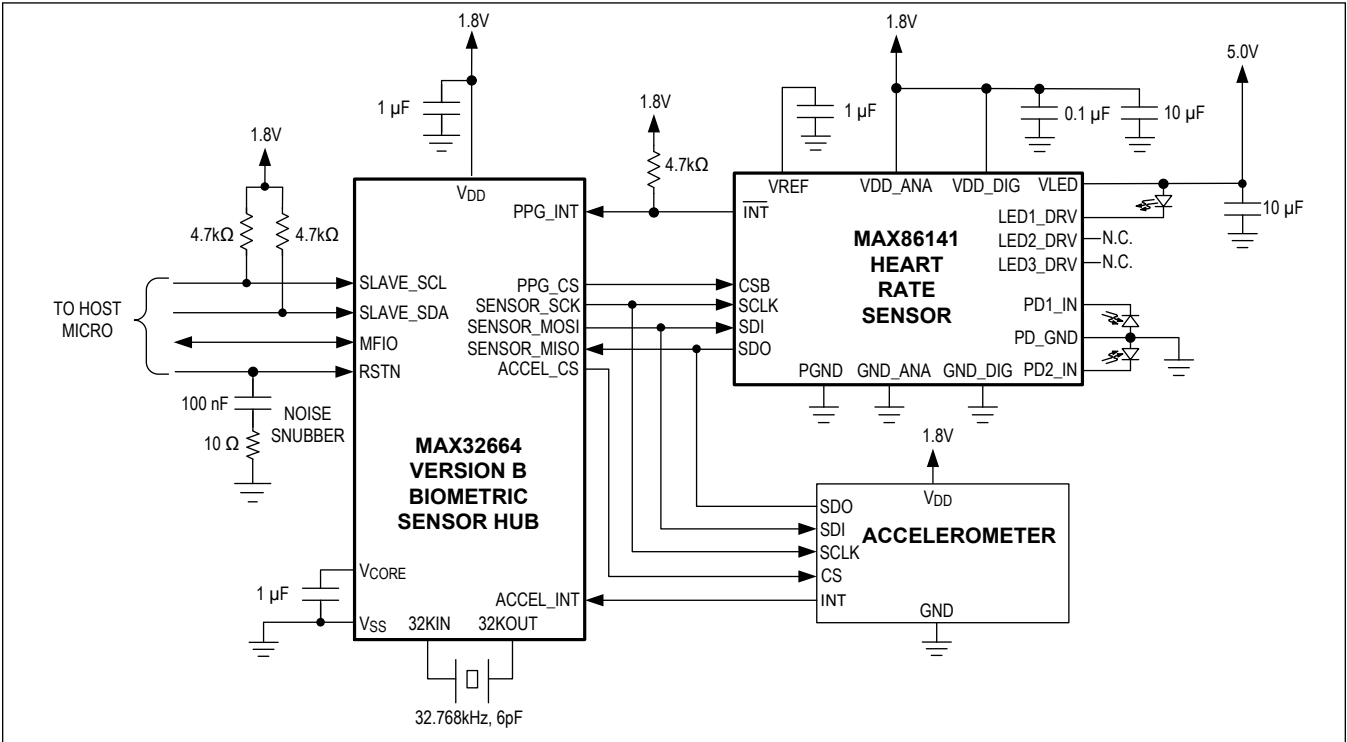 1.8V
1 µF
1.8V
4.7kΩ
4.7kΩ
TO HOST
MICRO
100 nF
NOISE
SNUBBER
10 Ω
VDD
PPG_INT
SLAVE_SCL
SLAVE_SDA
MFIO
RSTN
PPG_CS
SENSOR_SCK
SENSOR_MOSI
SENSOR_MISO
ACCEL_CS
MAX32664
VERSION B
BIOMETRIC
SENSOR HUB
VCORE
1 µF
VSS
32KIN
32KOUT
ACCEL_INT
32.768kHz, 6pF
1.8V
4.7kΩ
1 µF
1.8V
0.1 µF
10 µF
5.0V
10 µF
VREF
VDD_ANA
VDD_DIG
VLED
INT
LED1_DRV
LED2_DRV
N.C.
LED3_DRV
N.C.
MAX86141
HEART
RATE
SENSOR
CSB
SCLK
SDI
SDO
PD1_IN
PD_GND
PD2_IN
PGND
GND_ANA
GND_DIG
1.8V
VDD
SDO
SDI
SCLK
CS
INT
ACCELEROMETER
GND